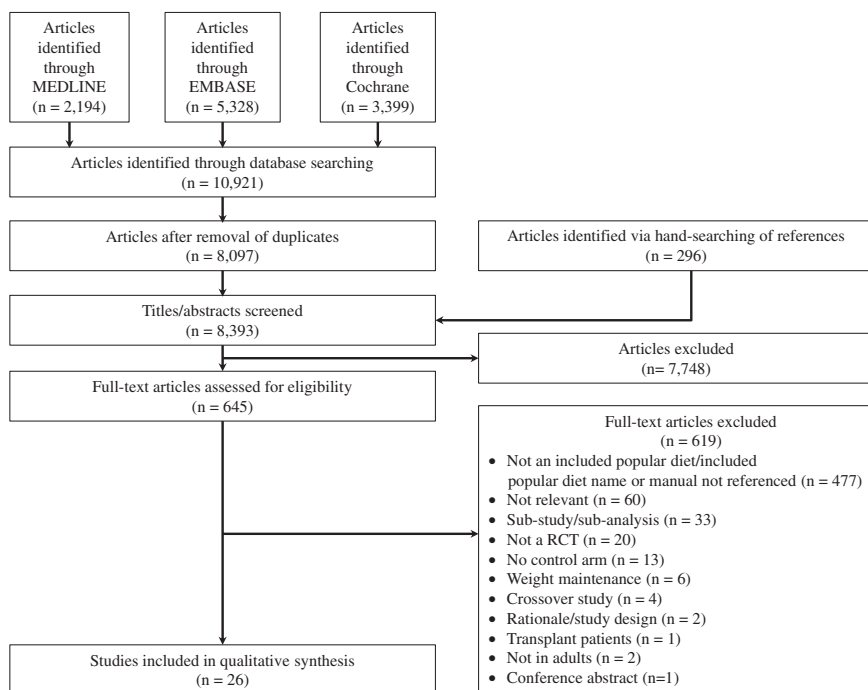 Articles
identified
through
MEDLINE
(n = 2,194)
Articles
identified
through
EMBASE
(n = 5,328)
Articles
identified
through
Cochrane
(n = 3,399)
Articles identified through database searching
(n = 10,921)
Articles after removal of duplicates
(n = 8,097)
Articles identified via hand-searching of references
(n = 296)
Titles/abstracts screened
(n = 8,393)
Articles excluded
(n= 7,748)
Full-text articles assessed for eligibility
(n = 645)
Full-text articles excluded
(n = 619)
• Not an included popular diet/included
popular diet name or manual not referenced (n = 477)
• Not relevant (n = 60)
• Sub-study/sub-analysis (n = 33)
• Not a RCT (n = 20)
• No control arm (n = 13)
• Weight maintenance (n = 6)
• Crossover study (n = 4)
• Rationale/study design (n = 2)
• Transplant patients (n = 1)
• Not in adults (n = 2)
• Conference abstract (n=1)
Studies included in qualitative synthesis
(n = 26)